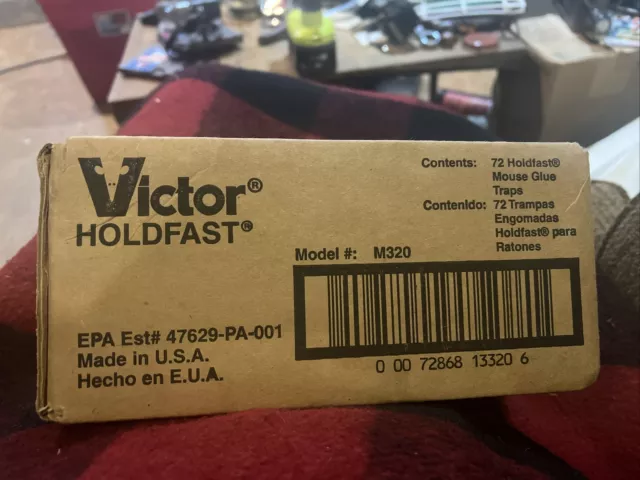 Victor®
HOLDFAST®
EPA Est# 47629-PA-001
Made in U.S.A.
Hecho en E.U.A.
Contents: 72 Holdfast®
Mouse Glue
Traps
Contenido: 72 Trampas
Engomadas
Holdfast® para
Ratones
Model #: M320
0 00 72868 13320 6